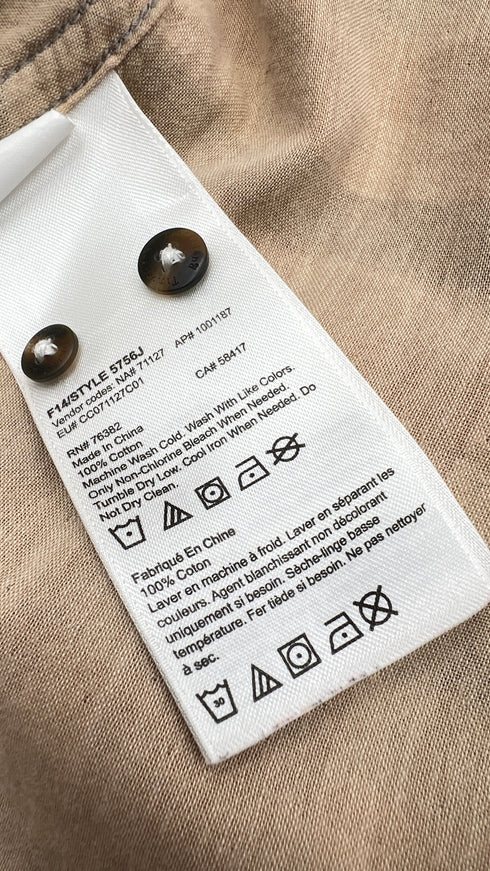 F14/STYLE 5756J
Vendor codes: NA# 71127 AP# 1001187
EU# CC071127C01 CA# 58417
RN# 76382
Made In China
100% Cotton
Machine Wash Cold Wash With Like Colors.
Only Non-Chlorine Bleach When Needed.
Tumble Dry Low. Cool Iron When Needed. Do
Not Dry Clean.
Fabriqué En Chine
100% Coton
Laver en machine à froid. Laver en séparant les
couleurs. Agent blanchissant non décolorant
uniquement si besoin. Sèche-linge basse
température. Fer tiède si besoin. Ne pas nettoyer
à sec.
30